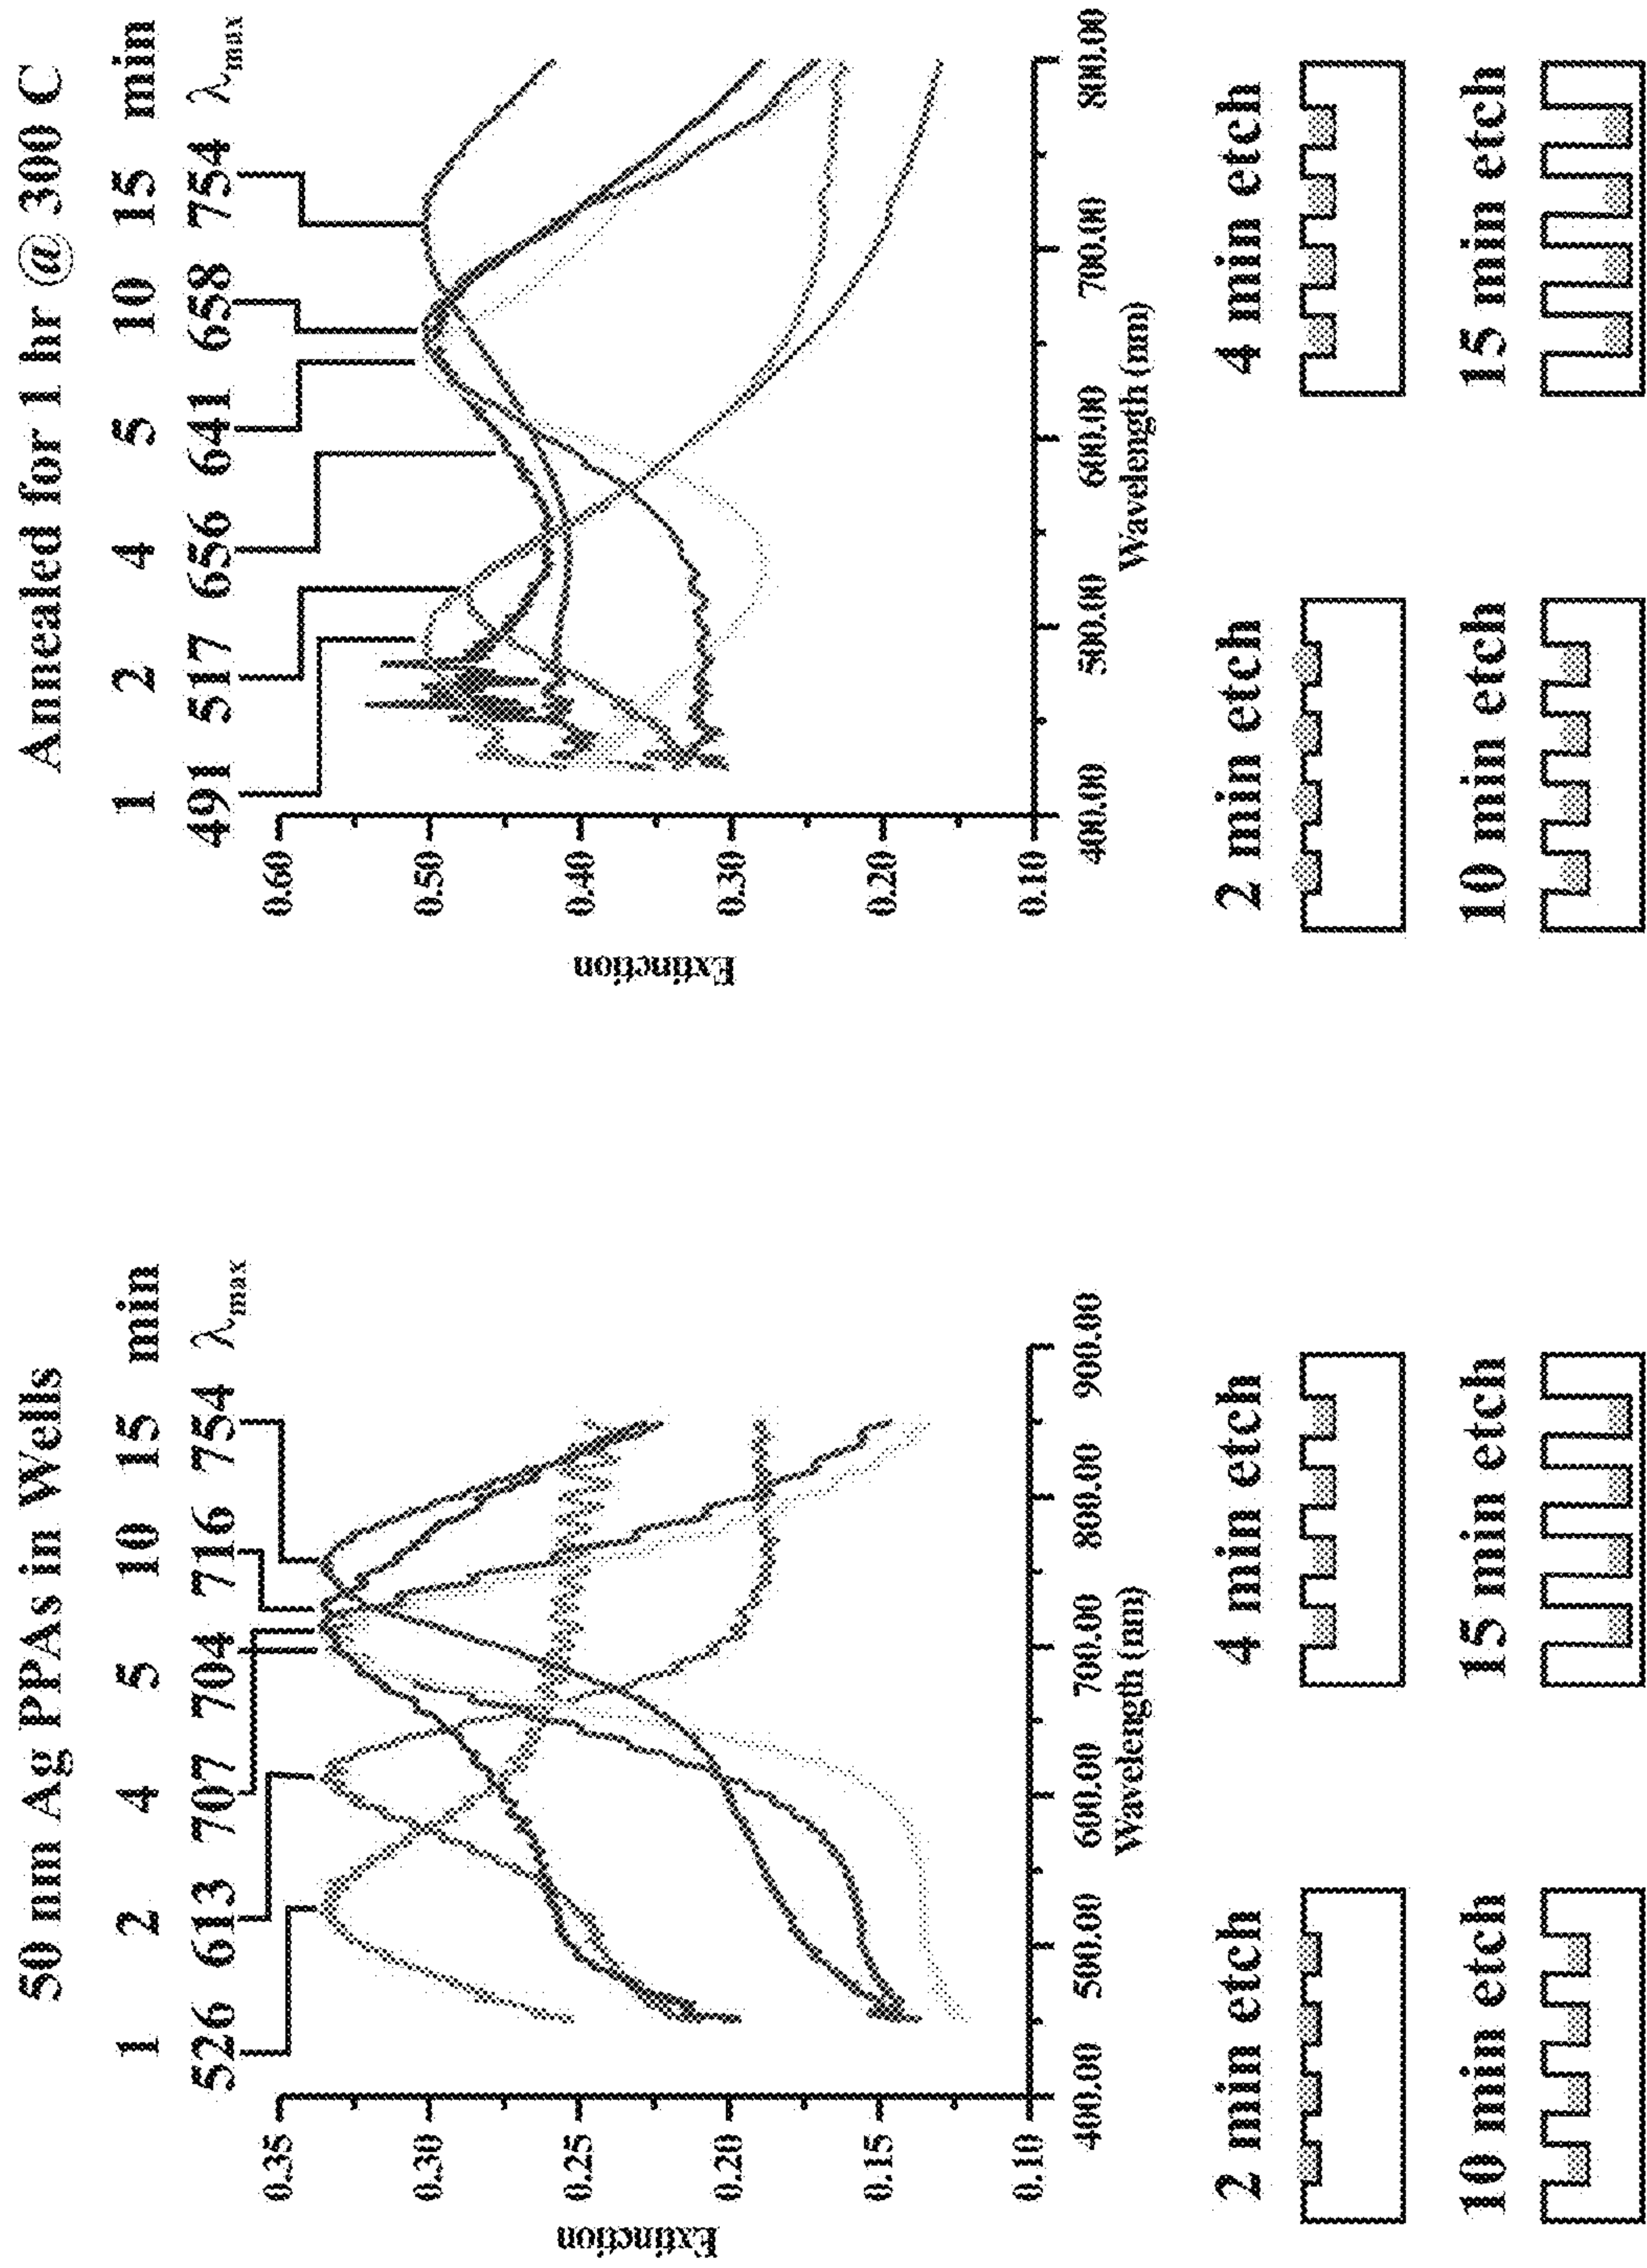 50 nm Ag PPAs in Wells
1 2 4 5 10 15 min
526 613 707 704 716 754 λmax
0.35
0.30
0.25
0.20
0.15
0.10
Extinction
400.00 500.00 600.00 700.00 800.00 900.00
Wavelength (nm)
2 min etch
4 min etch
10 min etch
15 min etch
Annealed for 1 hr @ 300 C
1 2 4 5 10 15 min
491 517 656 641 658 754 λmax
0.60
0.50
0.40
0.30
0.20
0.10
Extinction
400.00 500.00 600.00 700.00 800.00
Wavelength (nm)
2 min etch
4 min etch
10 min etch
15 min etch